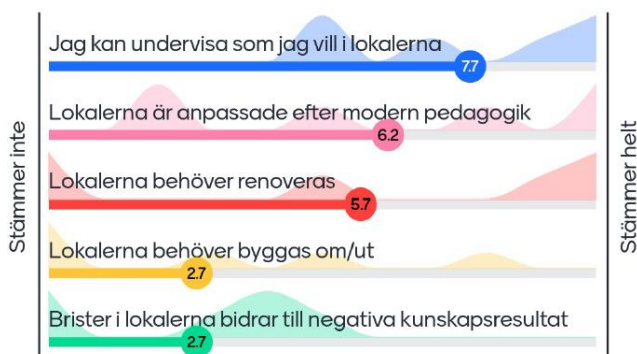 Jag kan undervisa som jag vill i lokalerna
7.7
Lokalerna är anpassade efter modern pedagogik
6.2
Lokalerna behöver renoveras
5.7
Lokalerna behöver byggas om/ut
2.7
Brister i lokalerna bidrar till negativa kunskapsresultat
2.7
Stämmer inte
Stämmer helt